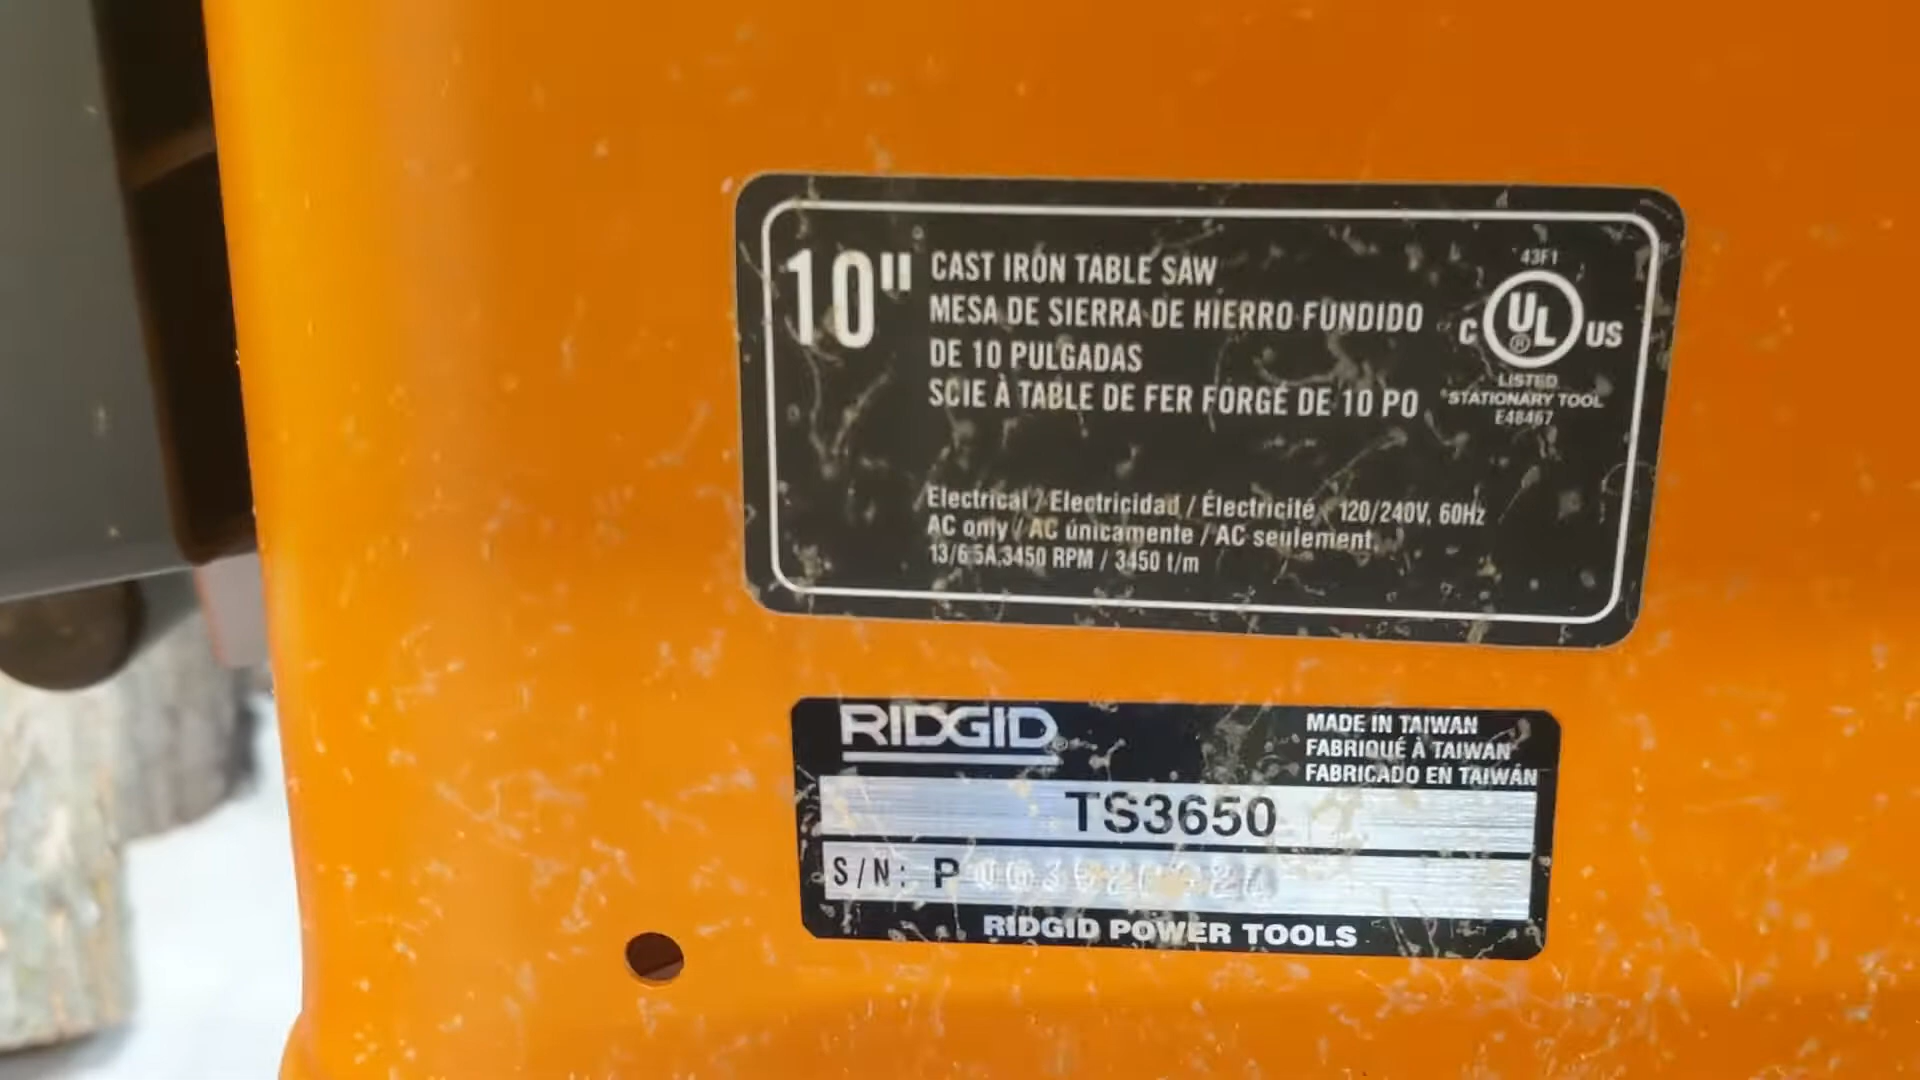 10"
CAST IRON TABLE SAW
MESA DE SIERRA DE HIERRO FUNDIDO
DE 10 PULGADAS
SCIE À TABLE DE FER FORGÉ DE 10 PO
43F1
C UL® US
LISTED
STATIONARY TOOL
E48467
Electrical / Electricidad / Électricité / 120/240V, 60Hz
AC only / AC únicamente / AC seulement,
13/6.5A,3450 RPM / 3450 t/m
RIDGID®
MADE IN TAIWAN
FABRIQUÉ À TAIWAN
FABRICADO EN TAIWÁN
TS3650
S/N: P
RIDGID POWER TOOLS